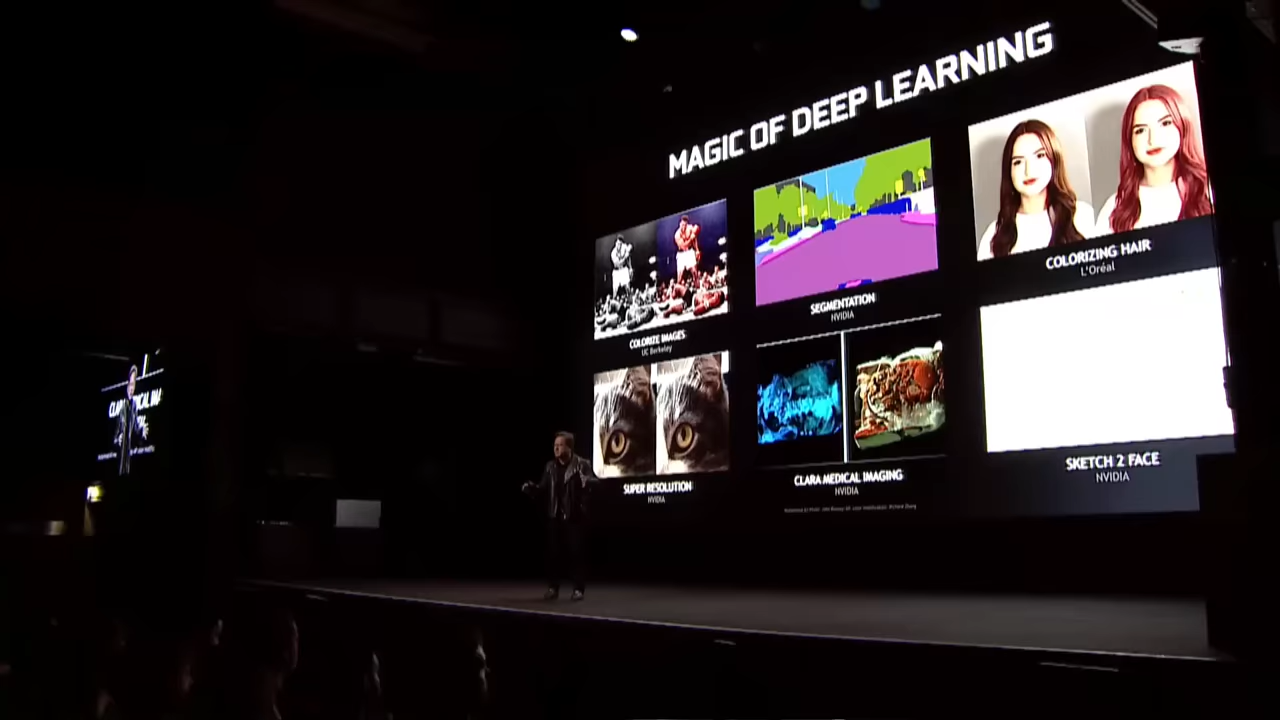 MAGIC OF DEEP LEARNING
COLORIZE IMAGES
UC Berkeley
SEGMENTATION
NVIDIA
COLORIZING HAIR
L'Oréal
SUPER RESOLUTION
NVIDIA
CLARA MEDICAL IMAGING
NVIDIA
SKETCH 2 FACE
NVIDIA